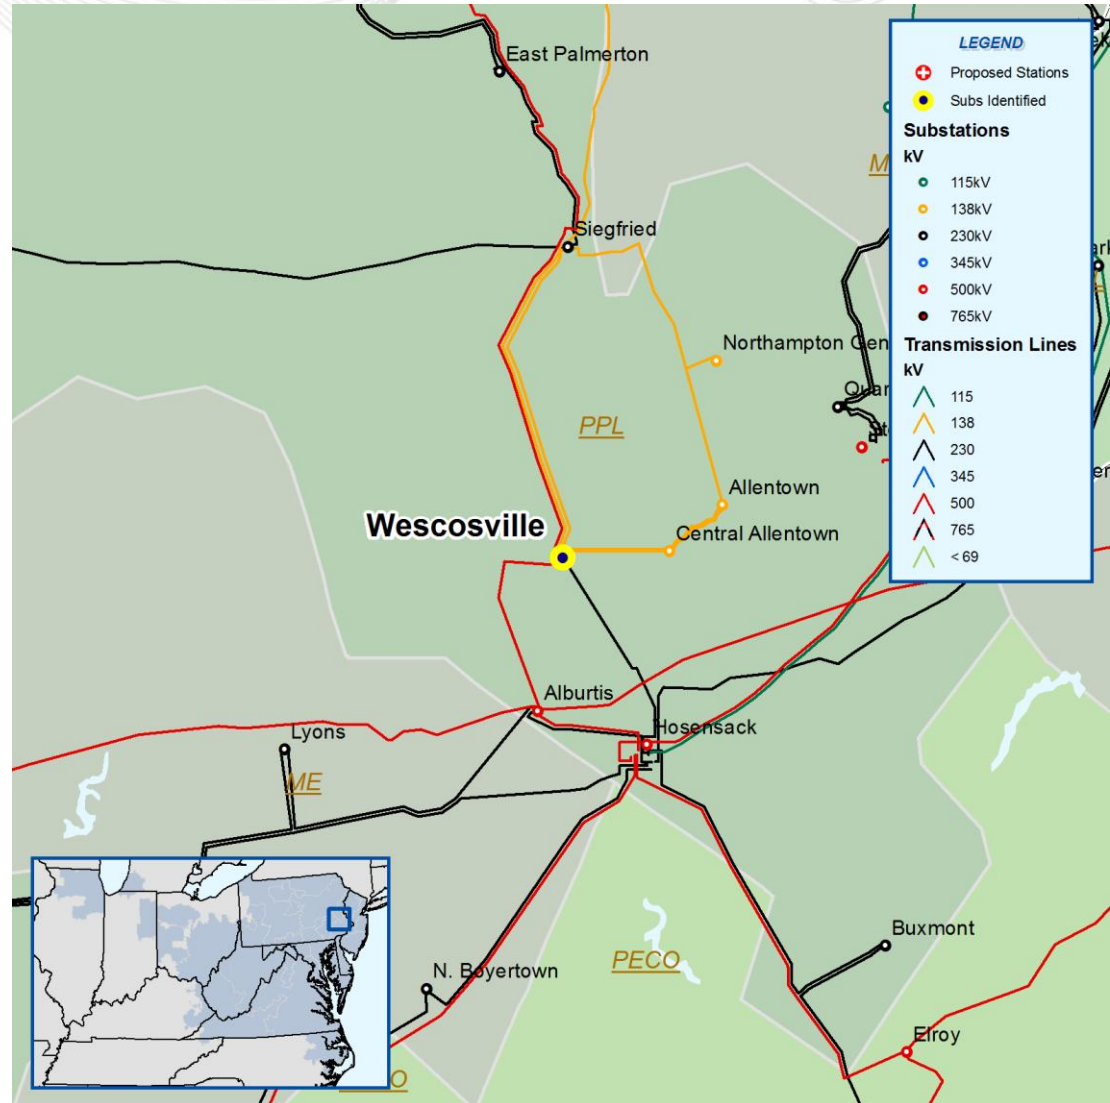 East Palmerton
Siegfried
Northampton Gen
PPL
Allentown
Wescosville
Central Allentown
Alburtis
Hosensack
Lyons
ME
Buxmont
PECO
N. Boyertown
Elroy
LEGEND
Proposed Stations
Subs Identified
Substations
kV
115kV
138kV
230kV
345kV
500kV
765kV
Transmission Lines
kV
115
138
230
345
500
765
< 69